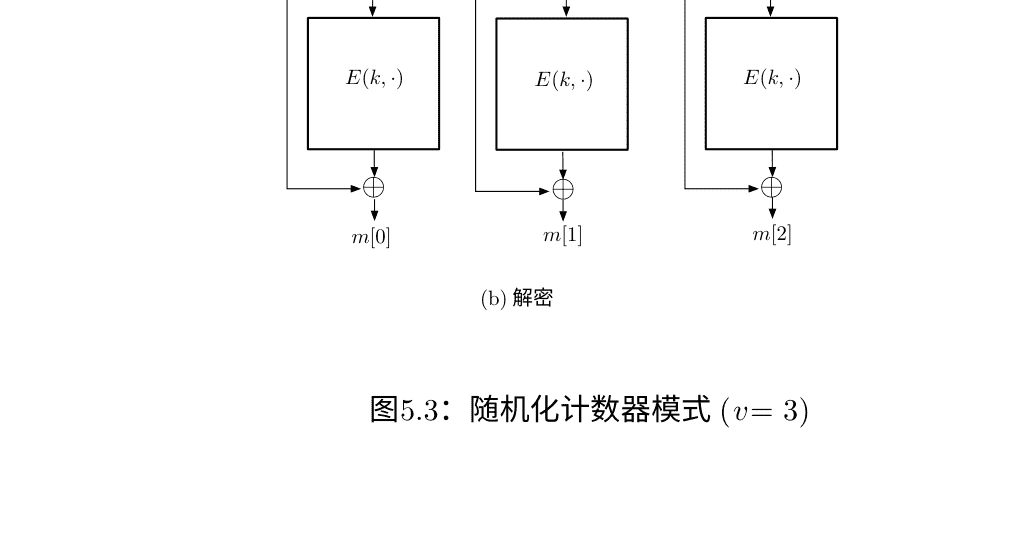 E(k, ·) E(k, ·) E(k, ·)
m[0] m[1] m[2]
(b) 解密
图5.3：随机化计数器模式 (v= 3)